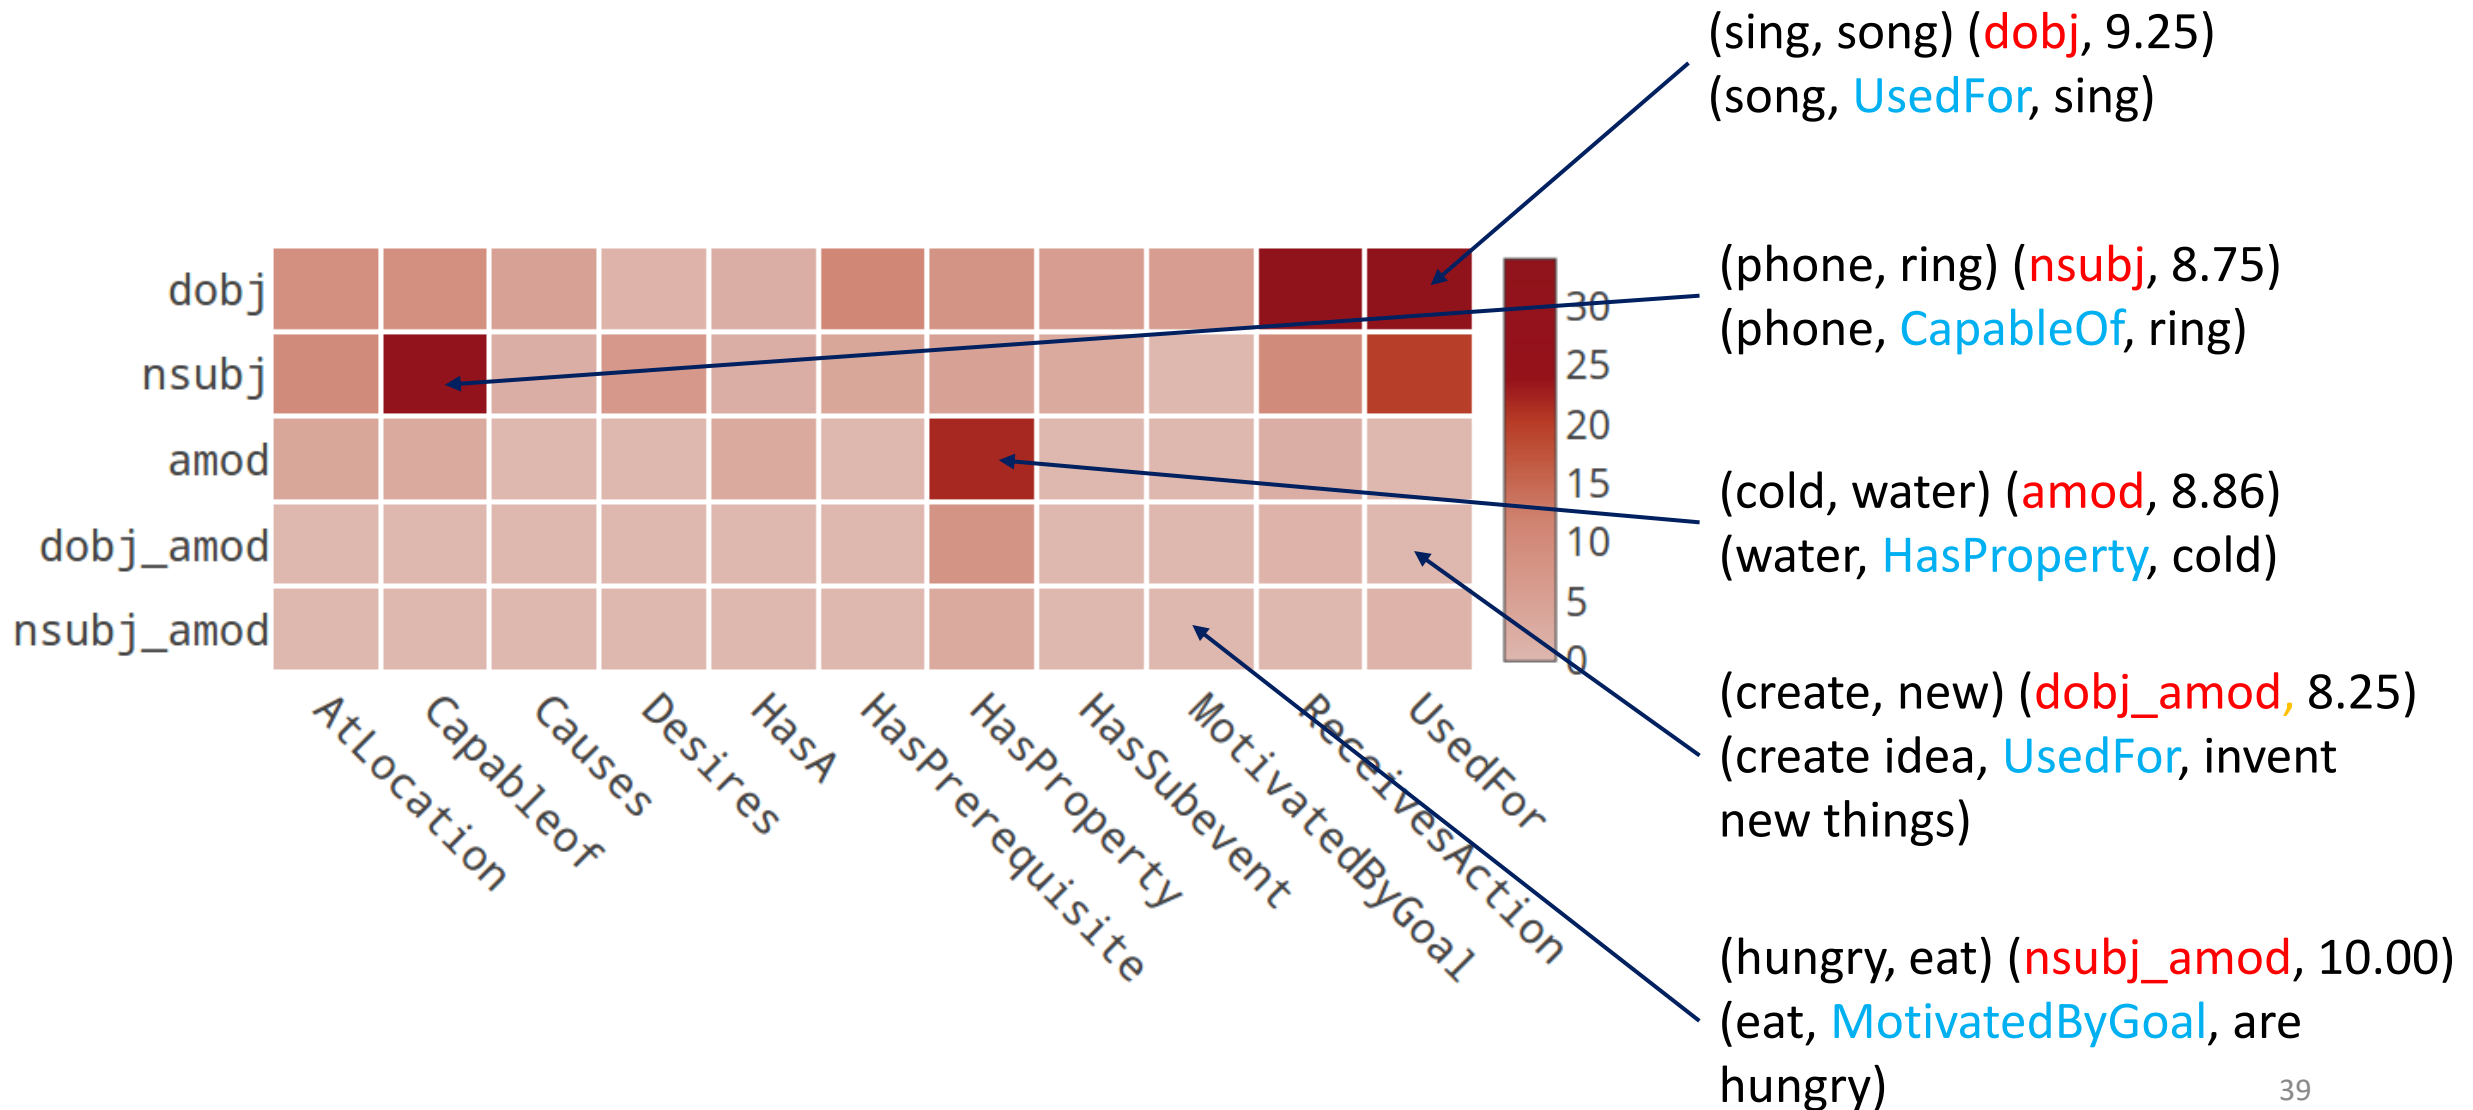 (sing, song) (dobj, 9.25)
(song, UsedFor, sing)
(phone, ring) (nsubj, 8.75)
(phone, CapableOf, ring)
(cold, water) (amod, 8.86)
(water, HasProperty, cold)
(create, new) (dobj_amod, 8.25)
(create idea, UsedFor, invent
new things)
(hungry, eat) (nsubj_amod, 10.00)
(eat, MotivatedByGoal, are
hungry)
dobj
nsubj
amod
dobj_amod
nsubj_amod
AtLocation
Capableof
Causes
Desires
HasA
HasPrerequisite
HasProperty
HasSubevent
MotivatedByGoal
ReceivesAction
UsedFor
30
25
20
15
10
5
0
39